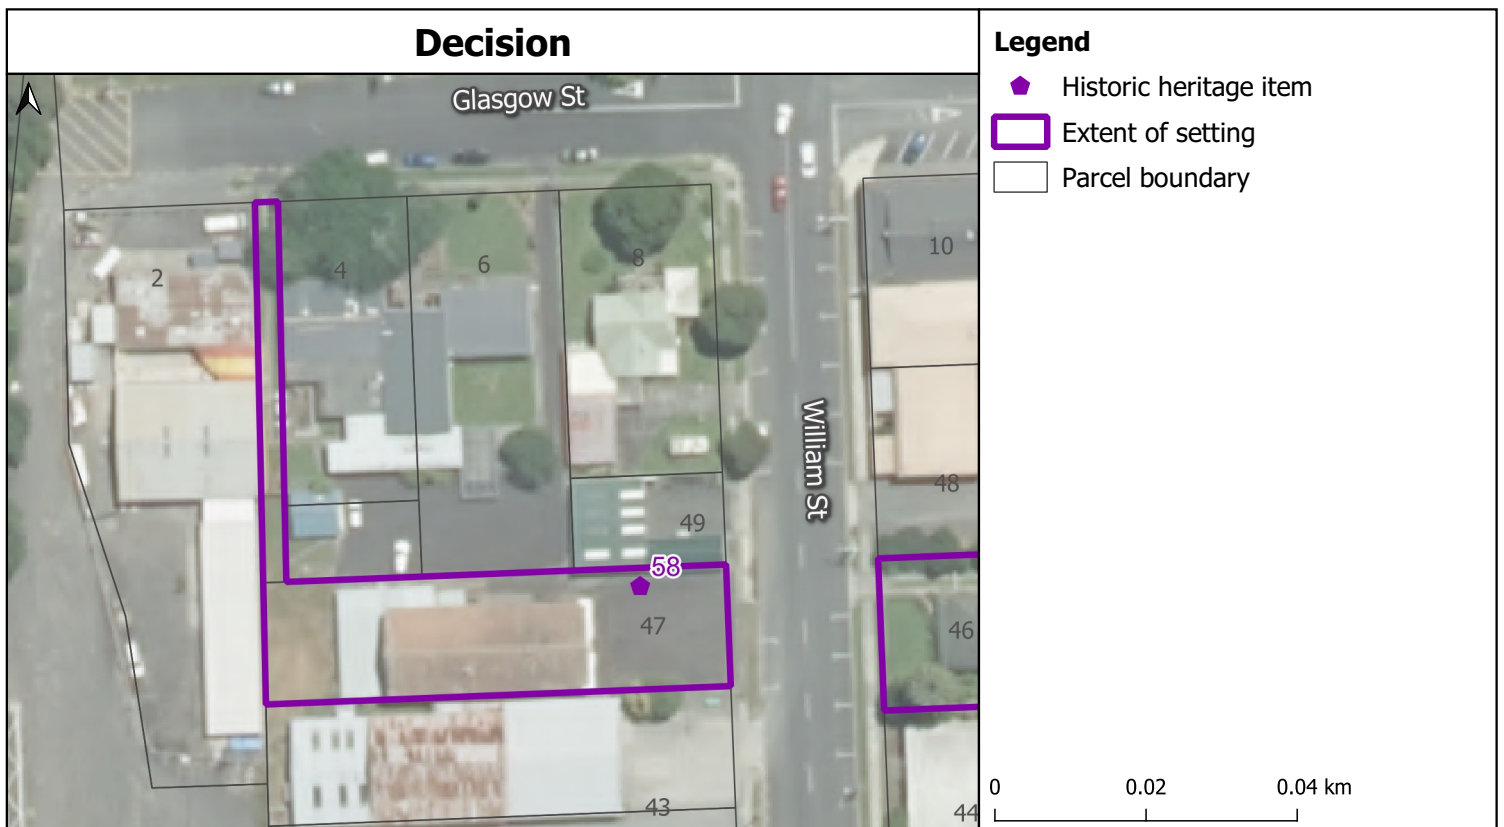 Decision
Legend
Historic heritage item
Extent of setting
Parcel boundary
Glasgow St
William St
2
4
6
8
10
48
49
58
47
46
43
44
0
0.02
0.04 km